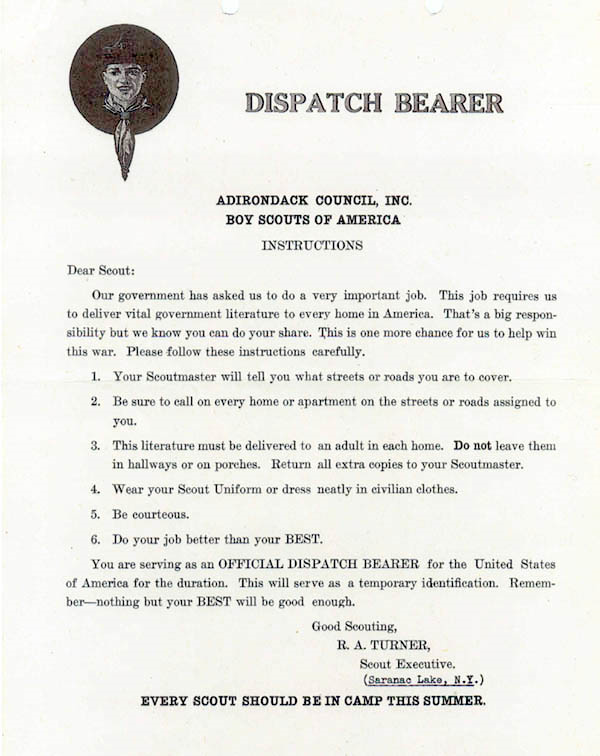 DISPATCH BEARER
ADIRONDACK COUNCIL, INC.
BOY SCOUTS OF AMERICA
INSTRUCTIONS
Dear Scout:
Our government has asked us to do a very important job. This job requires us
to deliver vital government literature to every home in America. That's a big respon-
sibility but we know you can do your share. This is one more chance for us to help win
this war. Please follow these instructions carefully.
1. Your Scoutmaster will tell you what streets or roads you are to cover.
2. Be sure to call on every home or apartment on the streets or roads assigned to
you.
3. This literature must be delivered to an adult in each home. Do not leave them
in hallways or on porches. Return all extra copies to your Scoutmaster.
4. Wear your Scout Uniform or dress neatly in civilian clothes.
5. Be courteous.
6. Do your job better than your BEST.
You are serving as an OFFICIAL DISPATCH BEARER for the United States
of America for the duration. This will serve as a temporary identification. Remem-
ber—nothing but your BEST will be good enough.
Good Scouting,
R. A. TURNER,
Scout Executive.
(Saranac Lake, N.Y.)
EVERY SCOUT SHOULD BE IN CAMP THIS SUMMER.